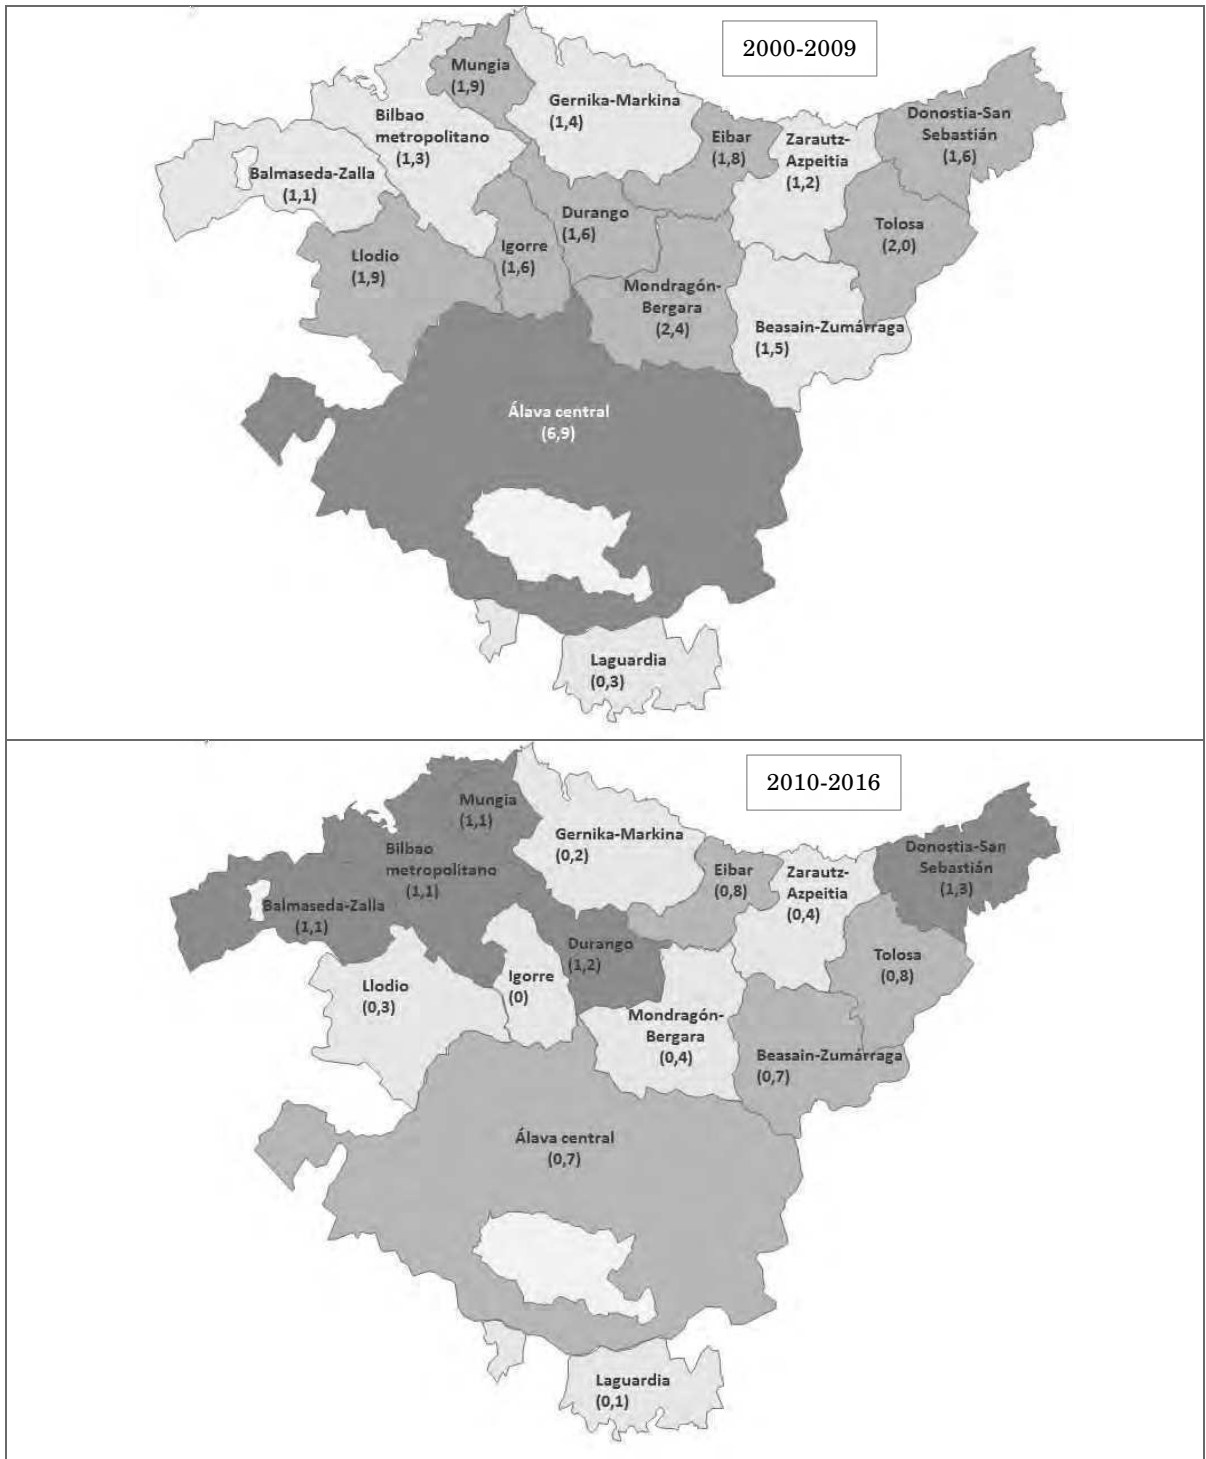 2000-2009
Mungia
(1,9)
Gernika-Markina
(1,4)
Bilbao
metropolitano
(1,3)
Donostia-San
Sebastián
(1,6)
Eibar
(1,8)
Zarautz-
Azpeitia
(1,2)
Balmaseda-Zalla
(1,1)
Durango
(1,6)
Tolosa
(2,0)
Igorre
(1,6)
Llodio
(1,9)
Mondragón-
Bergara
(2,4)
Beasain-Zumárraga
(1,5)
Álava central
(6,9)
Laguardia
(0,3)
2010-2016
Mungia
(1,1)
Gernika-Markina
(0,2)
Bilbao
metropolitano
(1,1)
Donostia-San
Sebastián
(1,3)
Eibar
(0,8)
Zarautz-
Azpeitia
(0,4)
Balmaseda-Zalla
(1,1)
Durango
(1,2)
Tolosa
(0,8)
Igorre
(0)
Llodio
(0,3)
Mondragón-
Bergara
(0,4)
Beasain-Zumárraga
(0,7)
Álava central
(0,7)
Laguardia
(0,1)